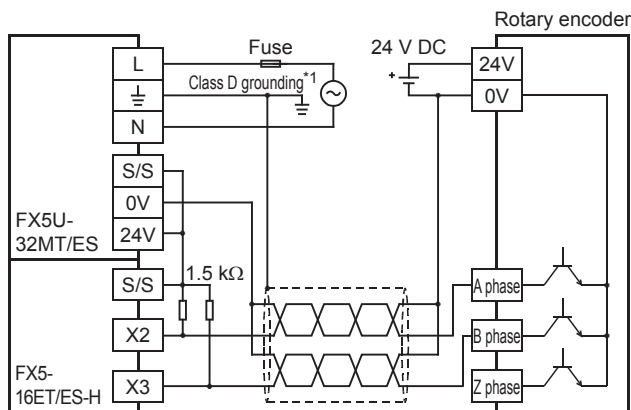 Rotary encoder
L
Fuse
24 V DC
24V
Class D grounding*1
+
0V
N
S/S
0V
FX5U-
32MT/ES
24V
S/S
1.5 kΩ
A phase
X2
B phase
FX5-
16ET/ES-H
X3
Z phase